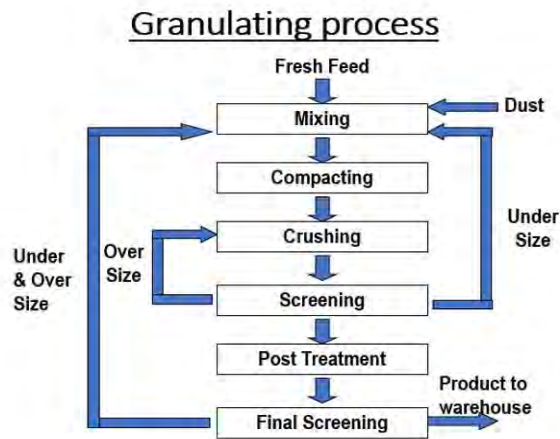 Granulating process
Fresh Feed
Dust
Mixing
Compacting
Under
Size
Crushing
Over
Size
Under
& Over
Size
Screening
Post Treatment
Product to
warehouse
Final Screening